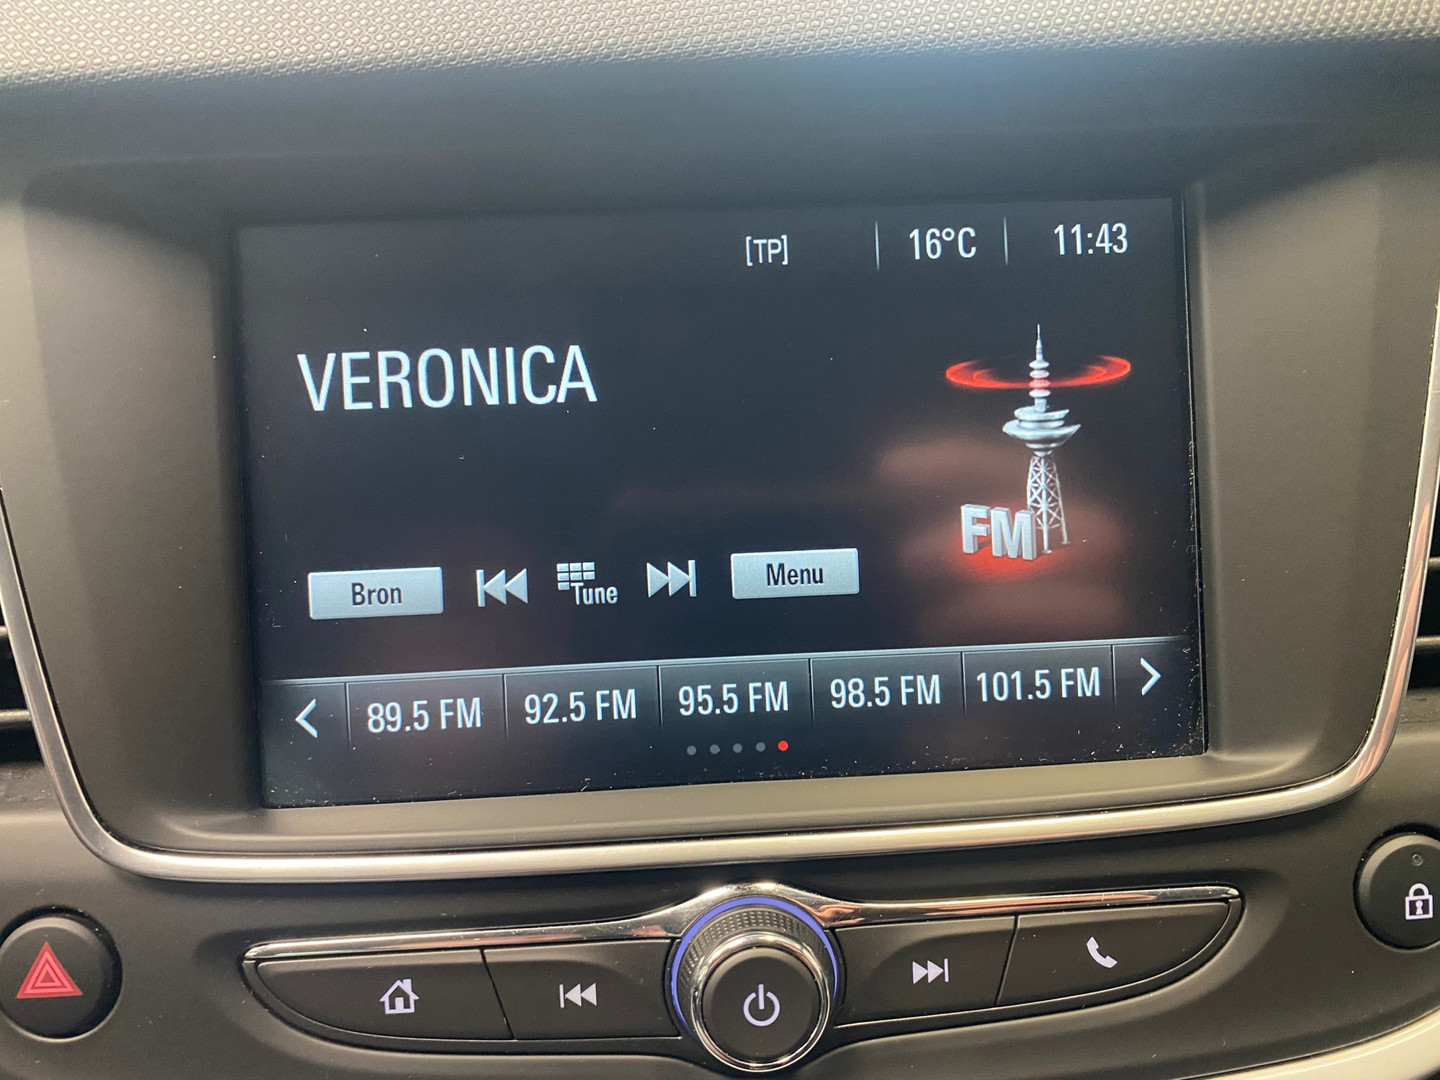 [TP] 16°C 11:43
VERONICA
FM
Bron Tune Menu
89.5 FM 92.5 FM 95.5 FM 98.5 FM 101.5 FM